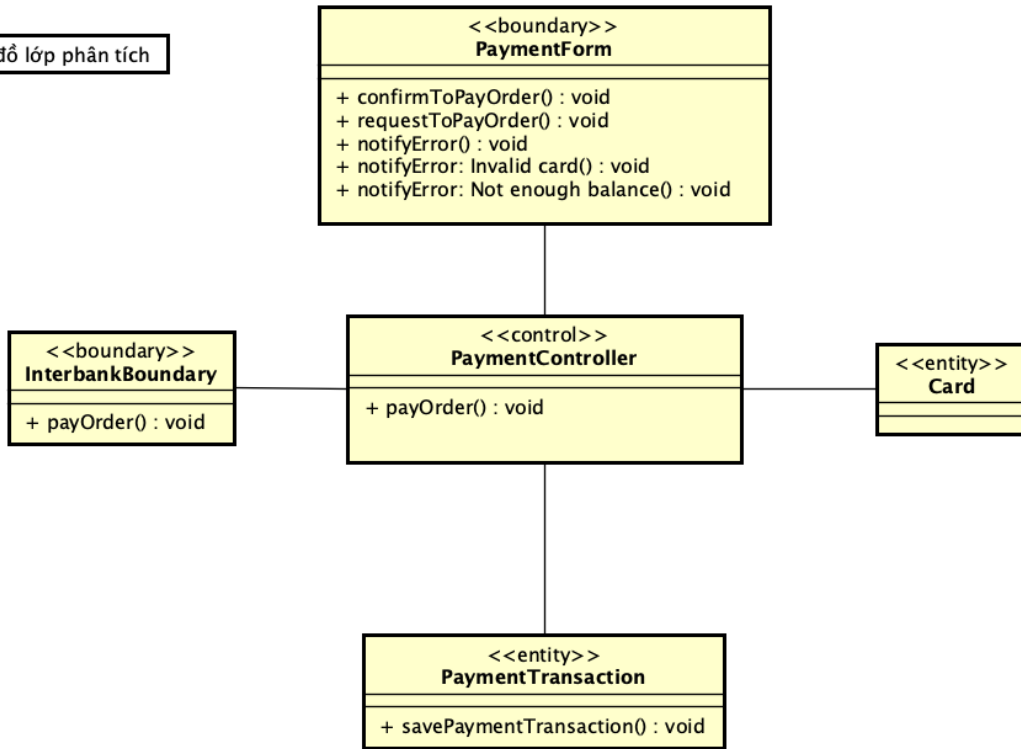 đồ lớp phân tích
<<boundary>>
PaymentForm
+ confirmToPayOrder() : void
+ requestToPayOrder() : void
+ notifyError() : void
+ notifyError: Invalid card() : void
+ notifyError: Not enough balance() : void
<<boundary>>
InterbankBoundary
+ payOrder() : void
<<control>>
PaymentController
+ payOrder() : void
<<entity>>
Card
<<entity>>
PaymentTransaction
+ savePaymentTransaction() : void